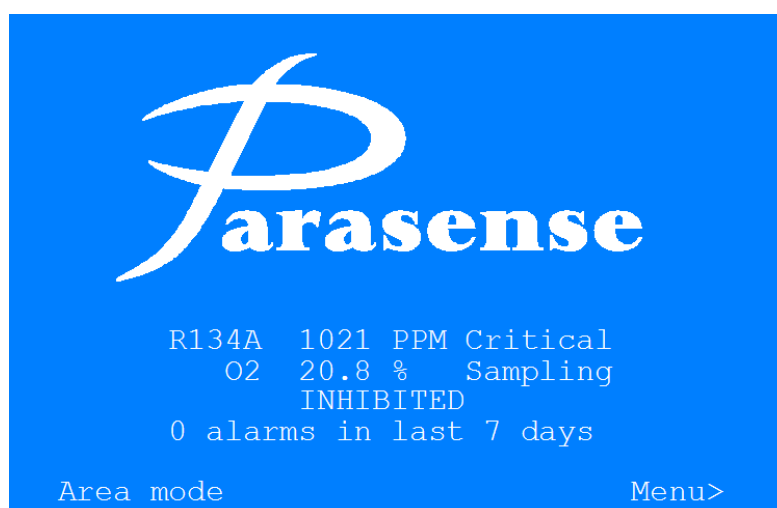 Parasense
R134A 1021 PPM Critical
O2 20.8 % Sampling
INHIBITED
0 alarms in last 7 days
Area mode Menu>